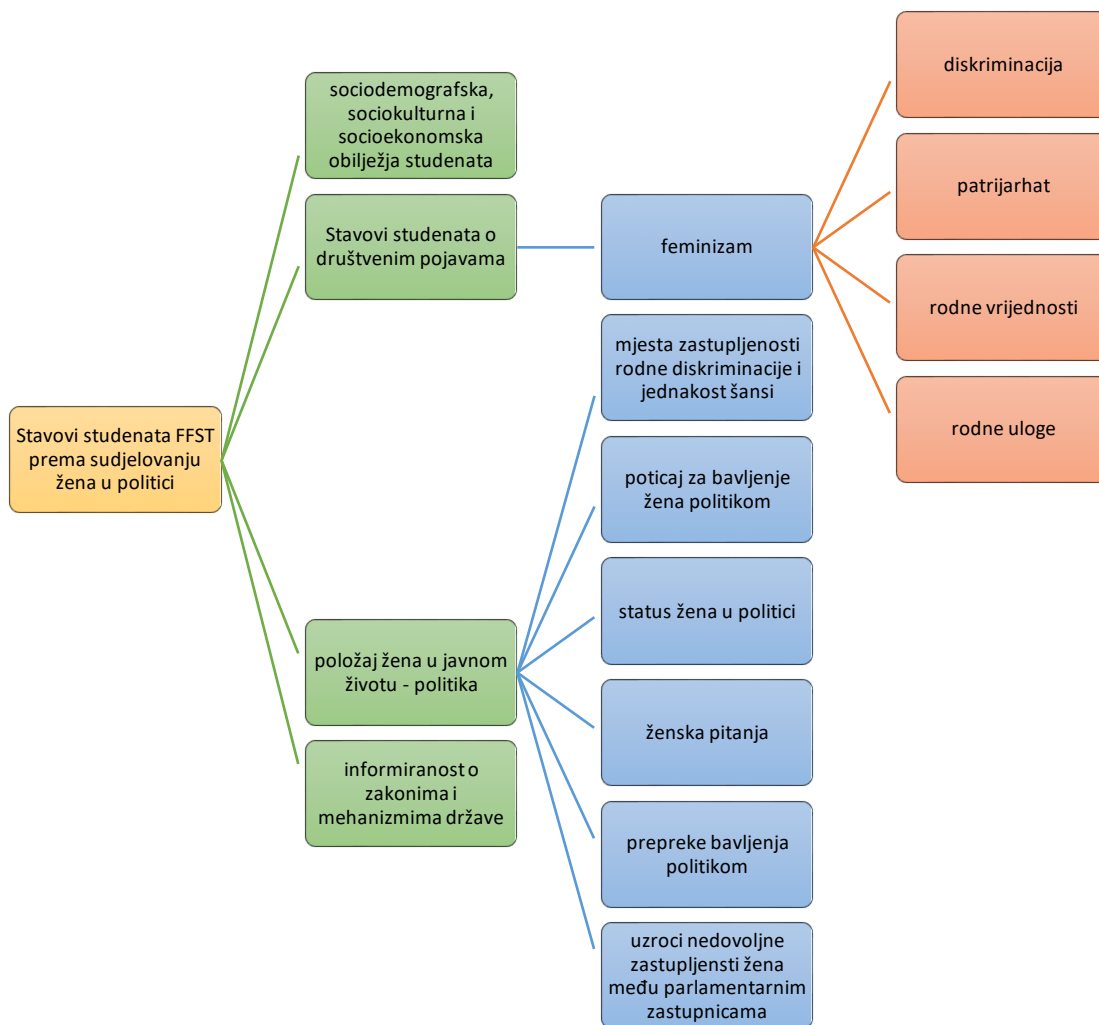 Stavovi studenata FFST
prema sudjelovanju
žena u politici
sociodemografska,
sociokulturna i
socioekonomska
obilježja studenata
Stavovi studenata o
društvenim pojavama
feminizam
diskriminacija
patrijarhat
rodne vrijednosti
rodne uloge
položaj žena u javnom
životu - politika
mjesta zastupljenosti
rodne diskriminacije i
jednakost šansi
poticaj za bavljenje
žena politikom
status žena u politici
ženska pitanja
prepreke bavljenja
politikom
uzroci nedovoljne
zastupljensti žena
među parlamentarnim
zastupnicama
informiranost o
zakonima i
mehanizmima države